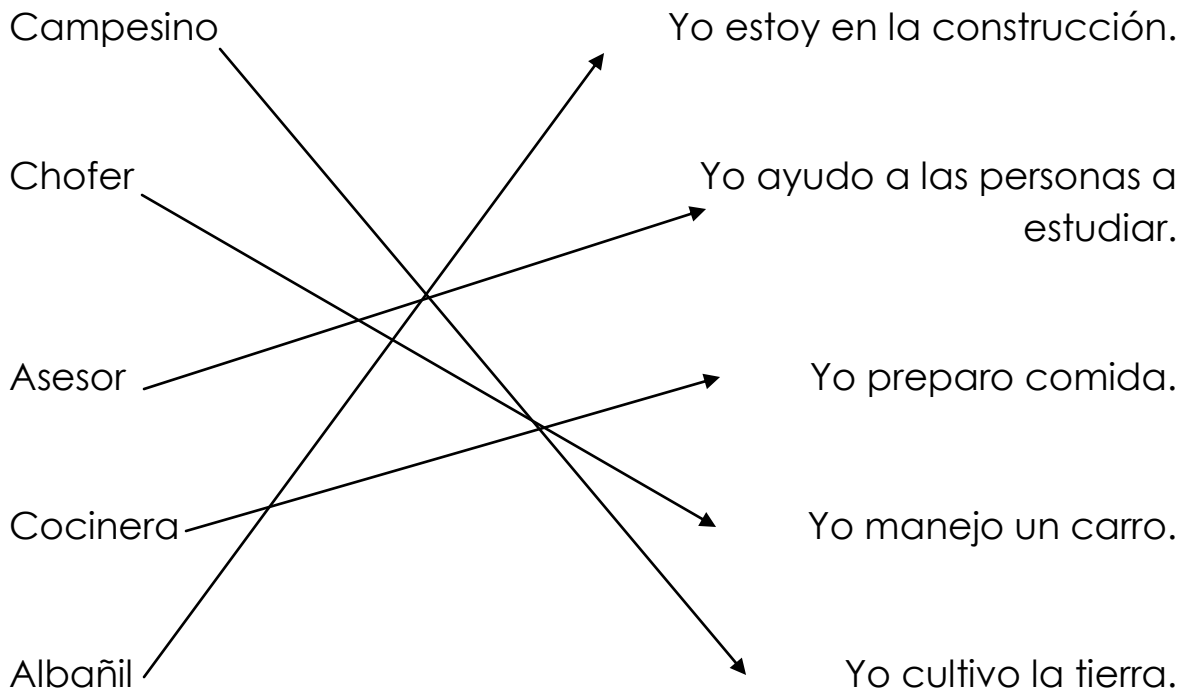 Campesino
Yo estoy en la construcción.
Chofer
Yo ayudo a las personas a
estudiar.
Asesor
Yo preparo comida.
Cocinera
Yo manejo un carro.
Albañil
Yo cultivo la tierra.